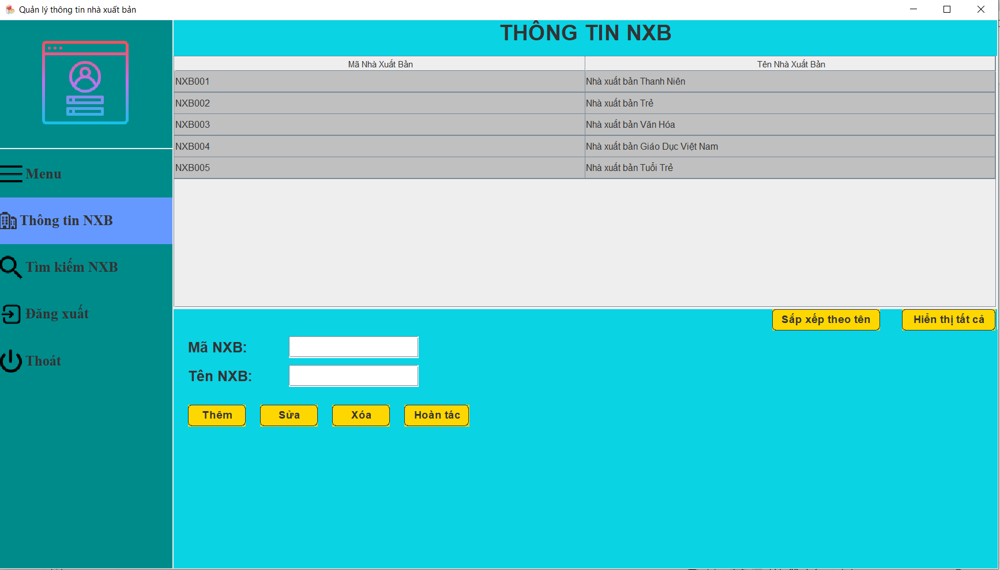 Quản lý thông tin nhà xuất bản
THÔNG TIN NXB
Mã Nhà Xuất Bản Tên Nhà Xuất Bản
NXB001 Nhà xuất bản Thanh Niên
NXB002 Nhà xuất bản Trẻ
NXB003 Nhà xuất bản Văn Hóa
NXB004 Nhà xuất bản Giáo Dục Việt Nam
NXB005 Nhà xuất bản Tuổi Trẻ
Menu
Thông tin NXB
Tìm kiếm NXB
Đăng xuất
Thoát
Sắp xếp theo tên Hiển thị tất cả
Mã NXB:
Tên NXB:
Thêm Sửa Xóa Hoàn tác